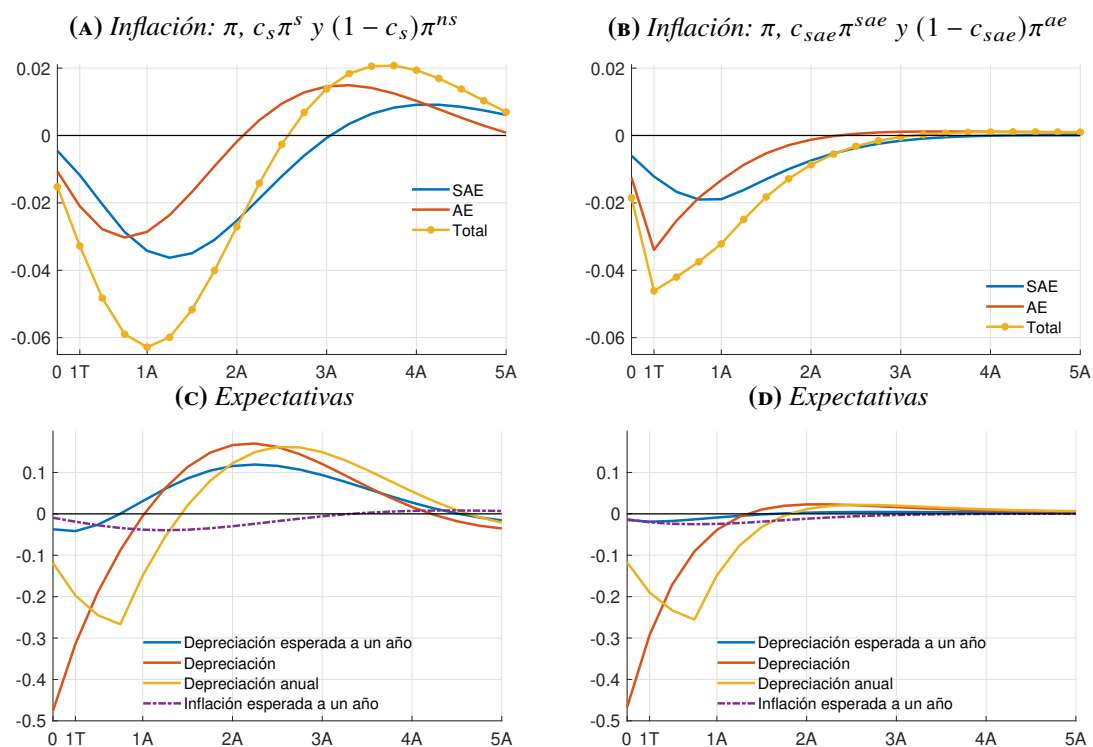 (A) Inflación: π, c_sπ^s y (1 − c_s)π^{ns}
0.02
0
-0.02
-0.04
-0.06
SAE
AE
Total
0 1T 1A 2A 3A 4A 5A
(B) Inflación: π, c_{sae}π^{sae} y (1 − c_{sae})π^{ae}
0.02
0
-0.02
-0.04
-0.06
SAE
AE
Total
0 1T 1A 2A 3A 4A 5A
(C) Expectativas
0.1
0
-0.1
-0.2
-0.3
-0.4
-0.5
Depreciación esperada a un año
Depreciación
Depreciación anual
Inflación esperada a un año
0 1T 1A 2A 3A 4A 5A
(D) Expectativas
0.1
0
-0.1
-0.2
-0.3
-0.4
-0.5
Depreciación esperada a un año
Depreciación
Depreciación anual
Inflación esperada a un año
0 1T 1A 2A 3A 4A 5A